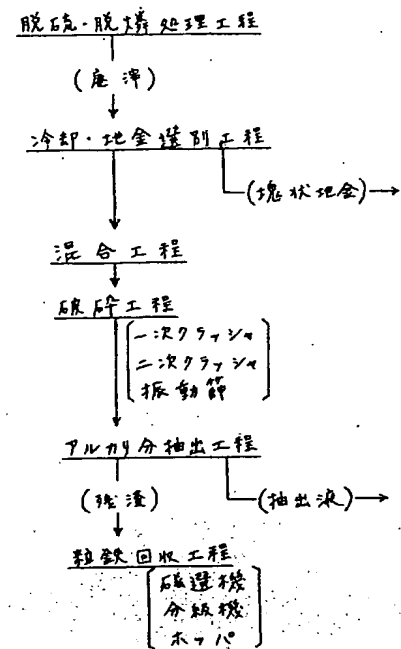 脱硫・脱燐処理工程
(廃滓)
冷却・地金選別工程
(塊状地金)
混合工程
破砕工程
一次クラッシャ
二次クラッシャ
振動篩
アルカリ分抽出工程
(残渣)
(抽出液)
粒鉄回収工程
磁選機
分級機
ホッパ